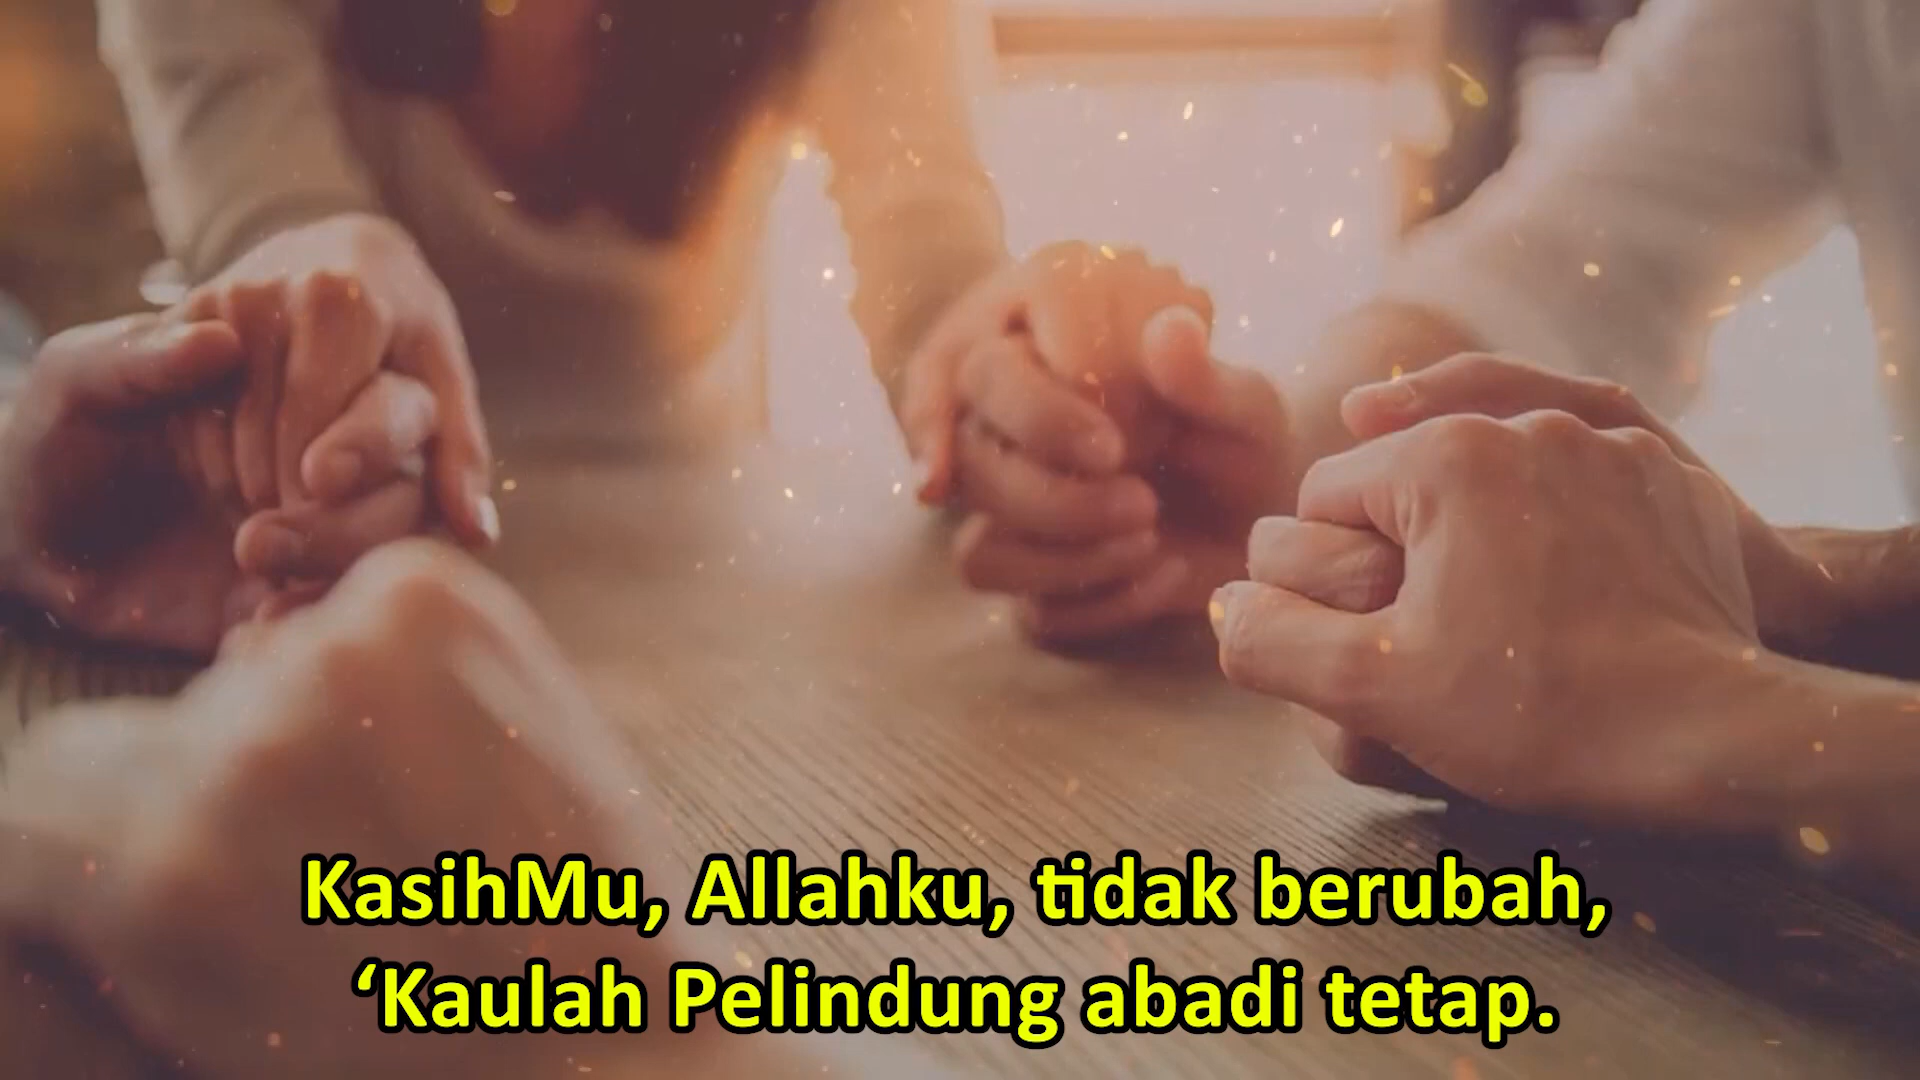 KasihMu, Allahku, tidak berubah,
‘Kaulah Pelindung abadi tetap.